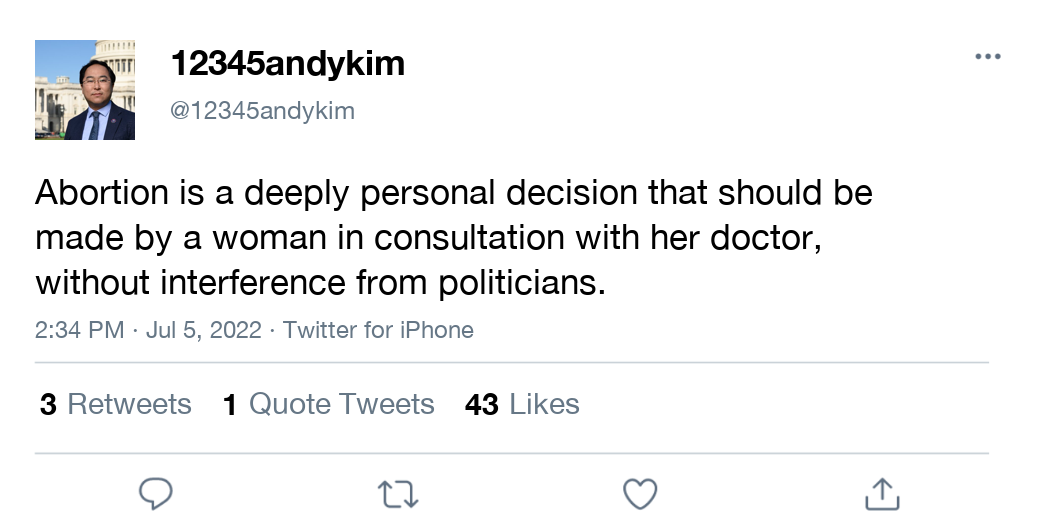 12345andykim
@12345andykim
Abortion is a deeply personal decision that should be
made by a woman in consultation with her doctor,
without interference from politicians.
2:34 PM · Jul 5, 2022 · Twitter for iPhone
3 Retweets 1 Quote Tweets 43 Likes